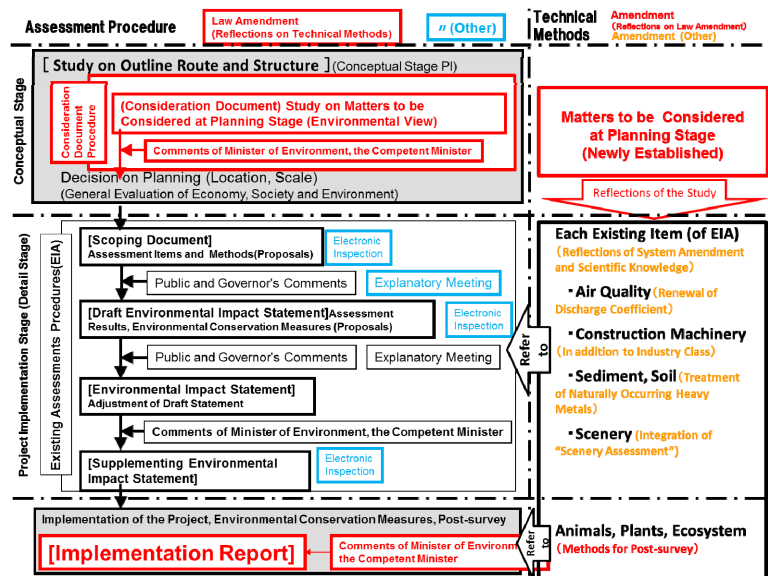 Assessment Procedure
Law Amendment
(Reflections on Technical Methods)
〃(Other)
Technical
Methods
Amendment
(Reflections on Law Amendment)
Amendment (Other)
Conceptual Stage
[ Study on Outline Route and Structure ] (Conceptual Stage PI)
Consideration
Document
Procedure
(Consideration Document) Study on Matters to be
Considered at Planning Stage (Environmental View)
Comments of Minister of Environment, the Competent Minister
Decision on Planning (Location, Scale)
(General Evaluation of Economy, Society and Environment)
Matters to be Considered
at Planning Stage
(Newly Established)
Reflections of the Study
Project Implementation Stage (Detail Stage)
Existing Assessments Prpcedures(EIA)
[Scoping Document]
Assessment Items and Methods(Proposals)
Electronic
Inspection
Public and Governor's Comments
Explanatory Meeting
[Draft Environmental Impact Statement]Assessment
Results, Environmental Conservation Measures (Proposals)
Electronic
Inspection
Public and Governor's Comments
Explanatory Meeting
[Environmental Impact Statement]
Adjustment of Draft Statement
Comments of Minister of Environment, the Competent Minister
[Supplementing Environmental
Impact Statement]
Electronic
Inspection
Refer
to
Each Existing Item (of EIA)
(Reflections of System Amendment
and Scientific Knowledge)
・Air Quality (Renewal of
Discharge Coefficient)
・Construction Machinery
(In addition to Industry Class)
・Sediment, Soil (Treatment
of Naturally Occurring Heavy
Metals)
・Scenery (Integration of
"Scenery Assessment")
Implementation of the Project, Environmental Conservation Measures, Post-survey
[Implementation Report]
Comments of Minister of Environm
the Competent Minister
Refer
to
Animals, Plants, Ecosystem
(Methods for Post-survey)